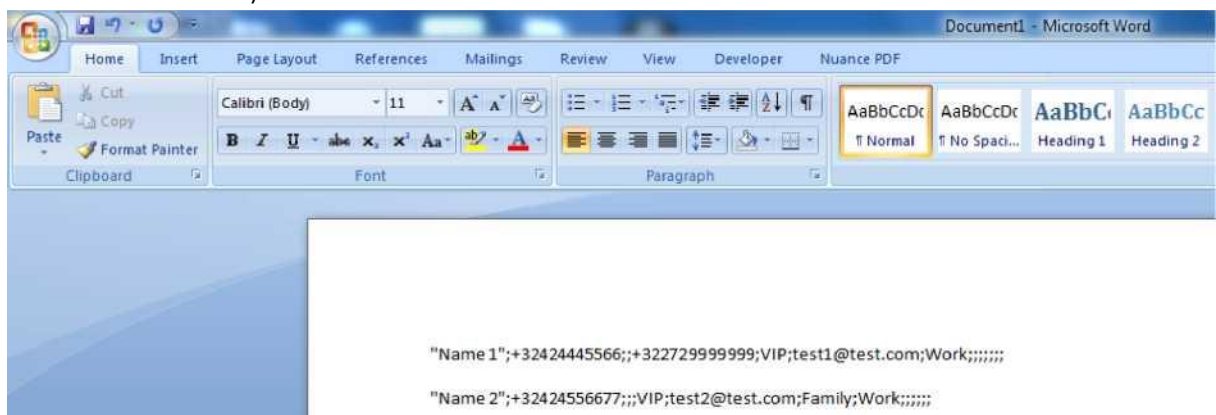 Document1 - Microsoft Word
Home Insert Page Layout References Mailings Review View Developer Nuance PDF
Paste
Cut
Copy
Format Painter
Clipboard
Calibri (Body) 11
Font
Paragraph
AaBbCcDc AaBbCcDc AaBbC AaBbCc
¶ Normal ¶ No Spaci... Heading 1 Heading 2
"Name 1";+32424445566;;+322729999999;VIP;test1@test.com;Work;;;;;;;
"Name 2";+32424556677;;;VIP;test2@test.com;Family;Work;;;;;;